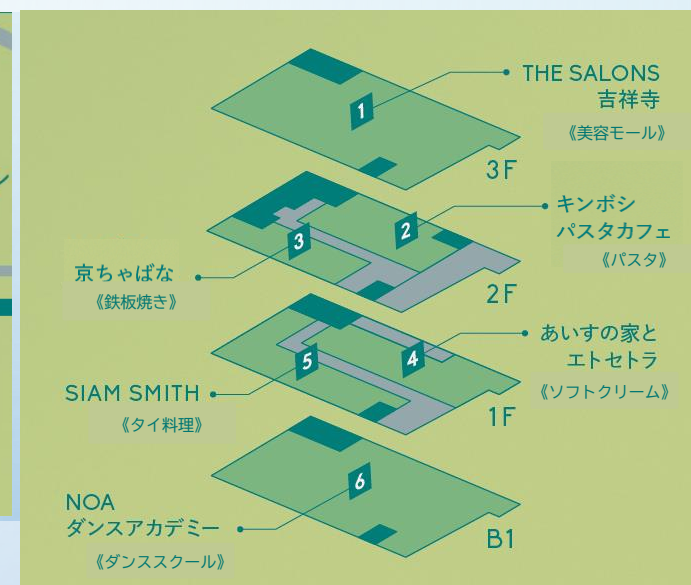 1
THE SALONS
吉祥寺
《美容モール》
3F
2
キンボシ
パスタカフェ
《パスタ》
3
京ちゃばな
《鉄板焼き》
2F
4
あいすの家と
エトセトラ
《ソフトクリーム》
5
SIAM SMITH
《タイ料理》
1F
6
NOA
ダンスアカデミー
《ダンススクール》
B1